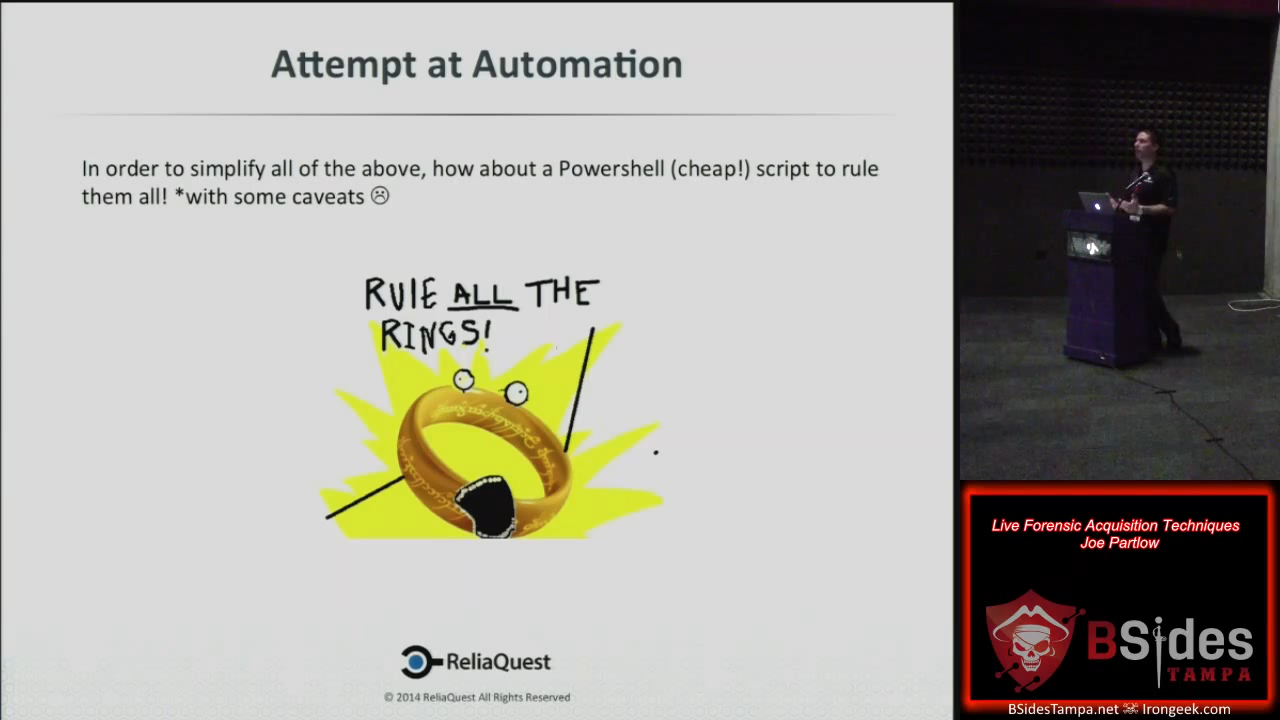 Attempt at Automation
In order to simplify all of the above, how about a Powershell (cheap!) script to rule
them all! *with some caveats ☹
RULE ALL THE
RINGS!
ReliaQuest
© 2014 ReliaQuest All Rights Reserved
Live Forensic Acquisition Techniques
Joe Partlow
BSides
TAMPA
BSidesTampa.net ☠ Irongeek.com